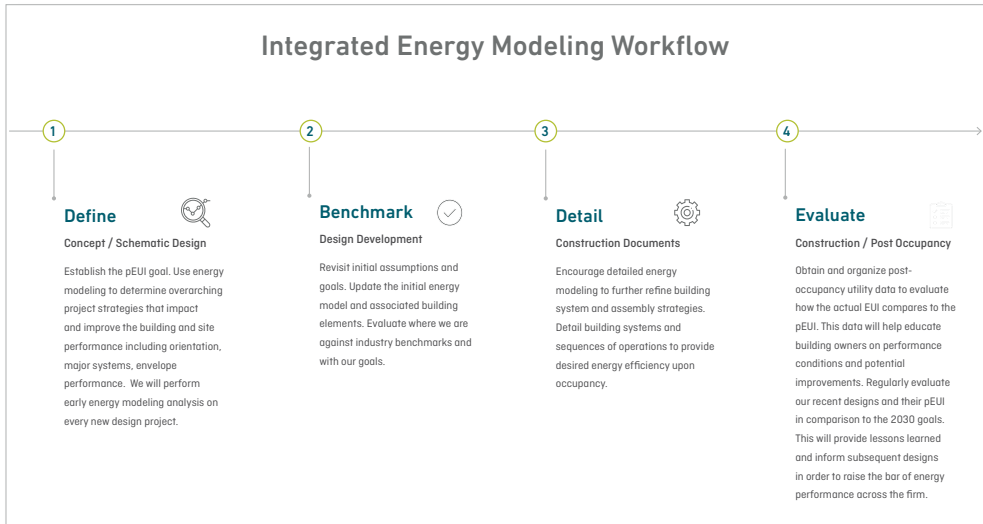 Integrated Energy Modeling Workflow
1
2
3
4
Define
Concept / Schematic Design
Establish the pEUI goal. Use energy
modeling to determine overarching
project strategies that impact
and improve the building and site
performance including orientation,
major systems, envelope
performance.  We will perform
early energy modeling analysis on
every new design project.
Benchmark
Design Development
Revisit initial assumptions and
goals. Update the initial energy
model and associated building
elements. Evaluate where we are
against industry benchmarks and
with our goals.
Detail
Construction Documents
Encourage detailed energy
modeling to further refine building
system and assembly strategies.
Detail building systems and
sequences of operations to provide
desired energy efficiency upon
occupancy.
Evaluate
Construction / Post Occupancy
Obtain and organize post-
occupancy utility data to evaluate
how the actual EUI compares to the
pEUI. This data will help educate
building owners on performance
conditions and potential
improvements. Regularly evaluate
our recent designs and their pEUI
in comparison to the 2030 goals.
This will provide lessons learned
and inform subsequent designs
in order to raise the bar of energy
performance across the firm.